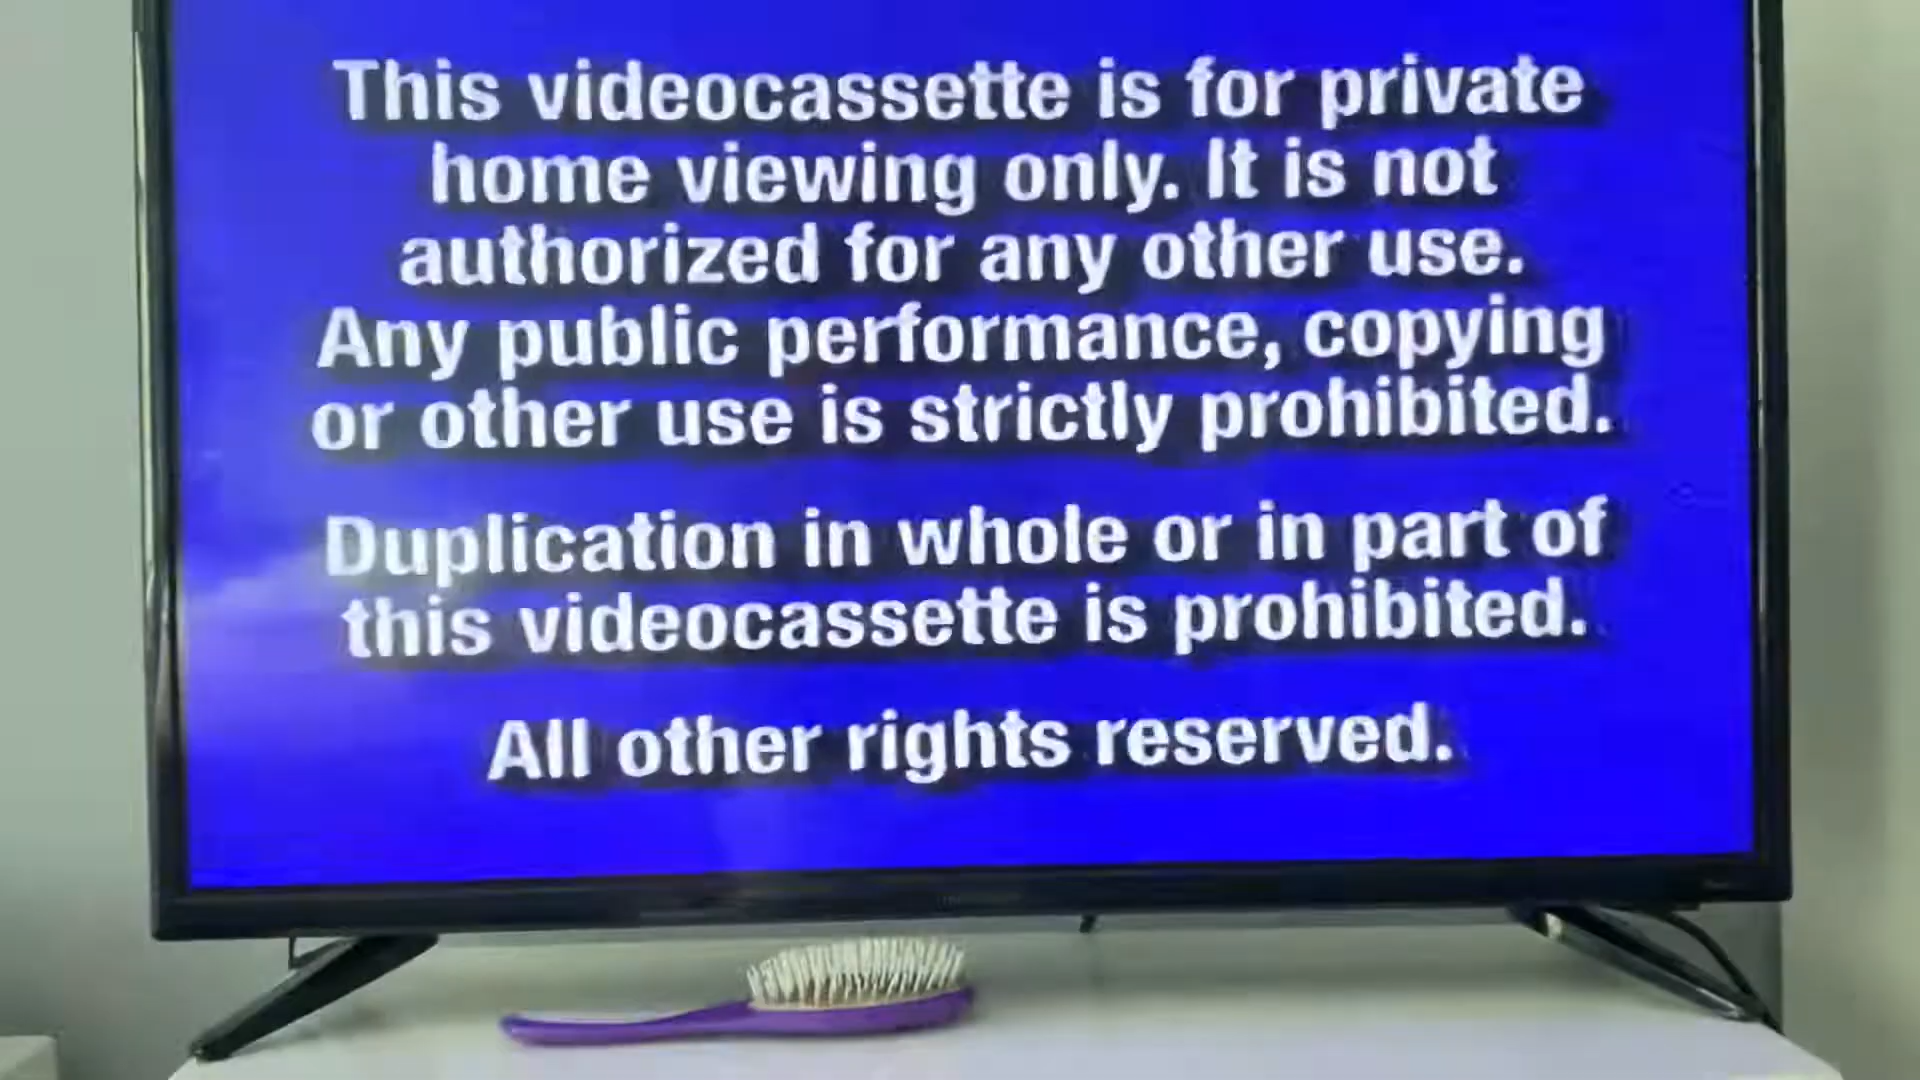 This videocassette is for private
home viewing only. It is not
authorized for any other use.
Any public performance, copying
or other use is strictly prohibited.
Duplication in whole or in part of
this videocassette is prohibited.
All other rights reserved.